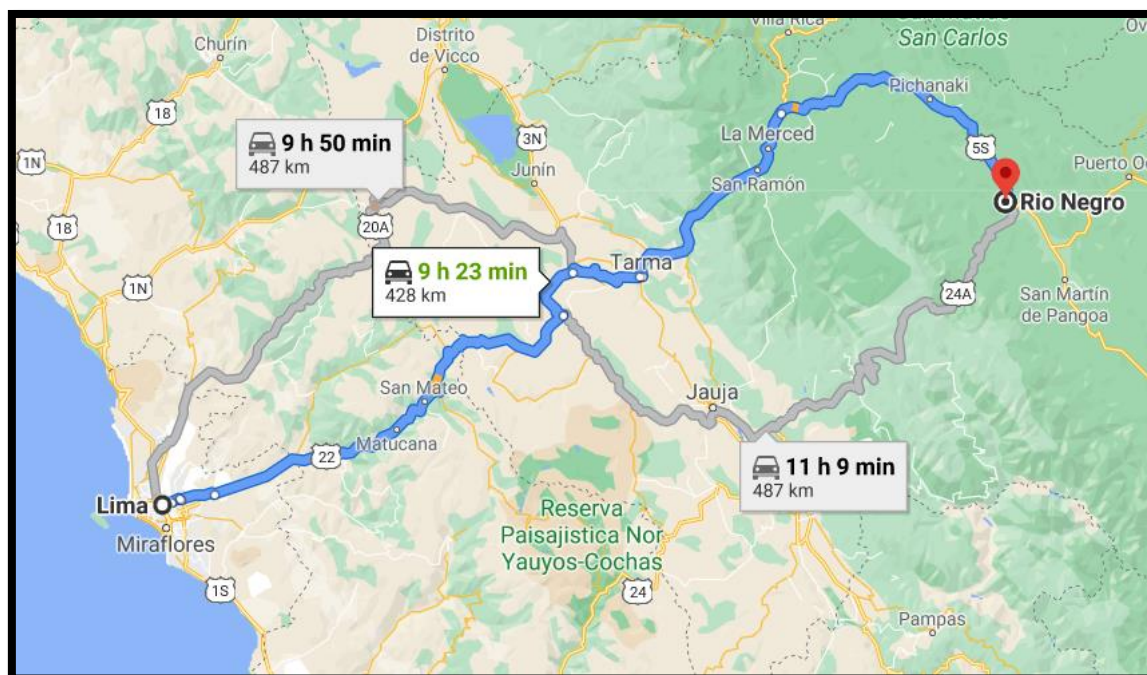 Churín
Distrito
de Vicco
Villa Rica
San Carlos
18
1N
9 h 50 min
487 km
3N
Junín
La Merced
San Ramón
Pichanaki
5S
Puerto Oc
Rio Negro
18
20A
1N
9 h 23 min
428 km
Tarma
24A
San Martín
de Pangoa
San Mateo
Matucana
22
Jauja
11 h 9 min
487 km
Lima
Miraflores
Reserva
Paisajistica Nor
Yauyos-Cochas
1S
24
Pampas